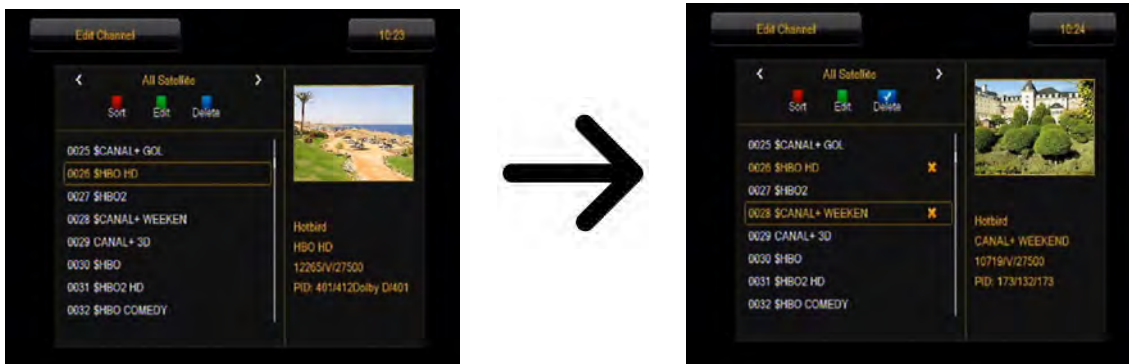 Edit Channel
10:23
All Satellite
Sort Edit Delete
0025 $CANAL+ GOL
0026 $HBO HD
0027 $HBO2
0028 $CANAL+ WEEKEN
0029 CANAL+ 3D
0030 $HBO
0031 $HBO2 HD
0032 $HBO COMEDY
Hotbird
HBO HD
12265/V/27500
PID: 401/412Dolby D/401
Edit Channel
10:24
All Satellite
Sort Edit Delete
0025 $CANAL+ GOL
0026 $HBO HD
0027 $HBO2
0028 $CANAL+ WEEKEN
0029 CANAL+ 3D
0030 $HBO
0031 $HBO2 HD
0032 $HBO COMEDY
Hotbird
CANAL+ WEEKEND
10719/V/27500
PID: 173/132/173